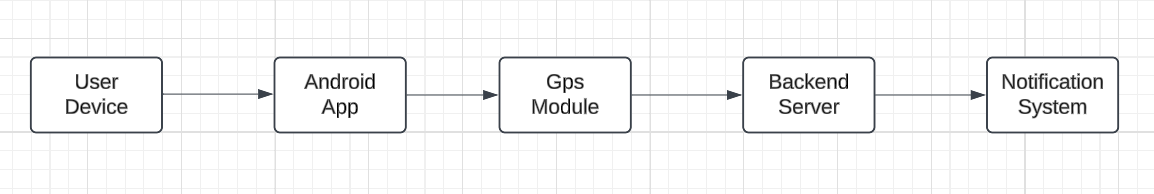 User
Device
Android
App
Gps
Module
Backend
Server
Notification
System